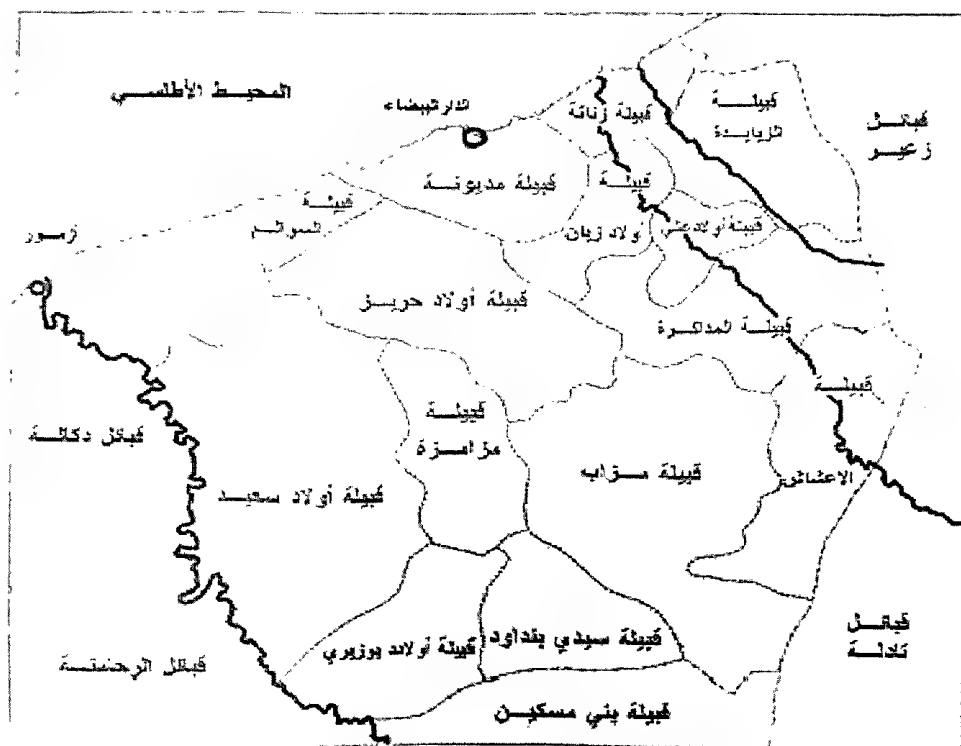 المحيط الأطلسي
الدار البيضاء
قبيلة زناتة
قبيلة
الزيايدة
قبائل
زعير
قبيلة مديونة
قبيلة
أولاد زيان
قبيلة أولاد علي
قبيلة
السوالم
زمور
قبيلة أولاد حريز
قبيلة المذاكرة
قبيلة
الاعشاش
قبيلة
مزامزة
قبيلة مزاب
قبائل دكالة
قبيلة أولاد سعيد
قبيلة سيدي بنداود
قبيلة أولاد بوزيري
قبائل
تادلة
قبائل الرحامنة
قبيلة بني مسكين